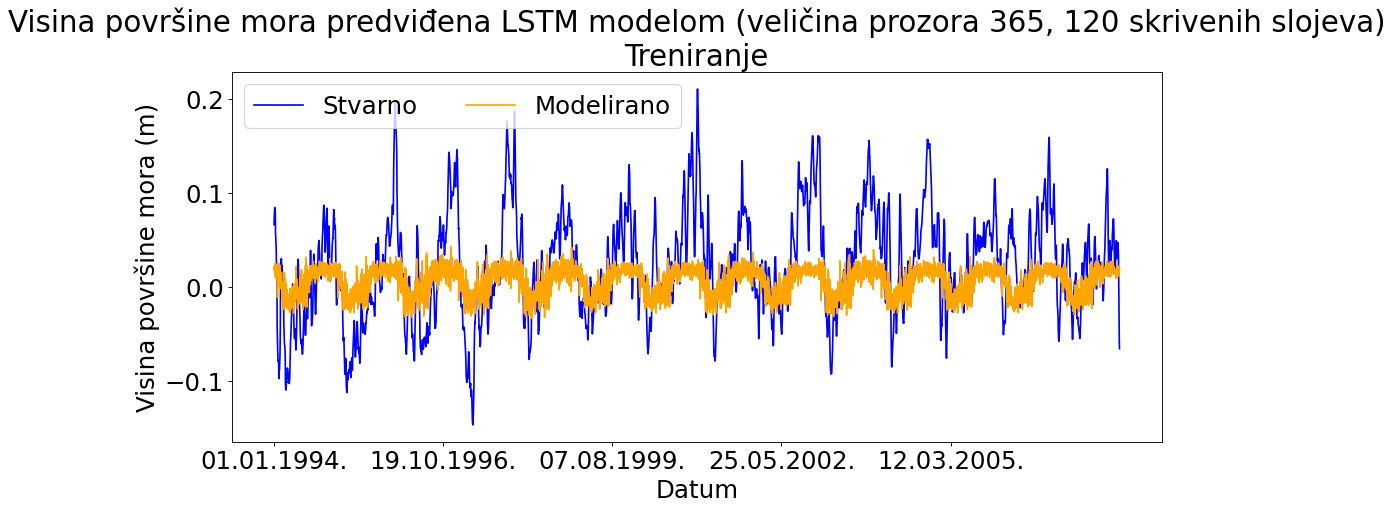 Visina površine mora predviđena LSTM modelom (veličina prozora 365, 120 skrivenih slojeva)
Treniranje
Stvarno Modelirano
Visina površine mora (m)
0.2
0.1
0.0
−0.1
01.01.1994. 19.10.1996. 07.08.1999. 25.05.2002. 12.03.2005.
Datum